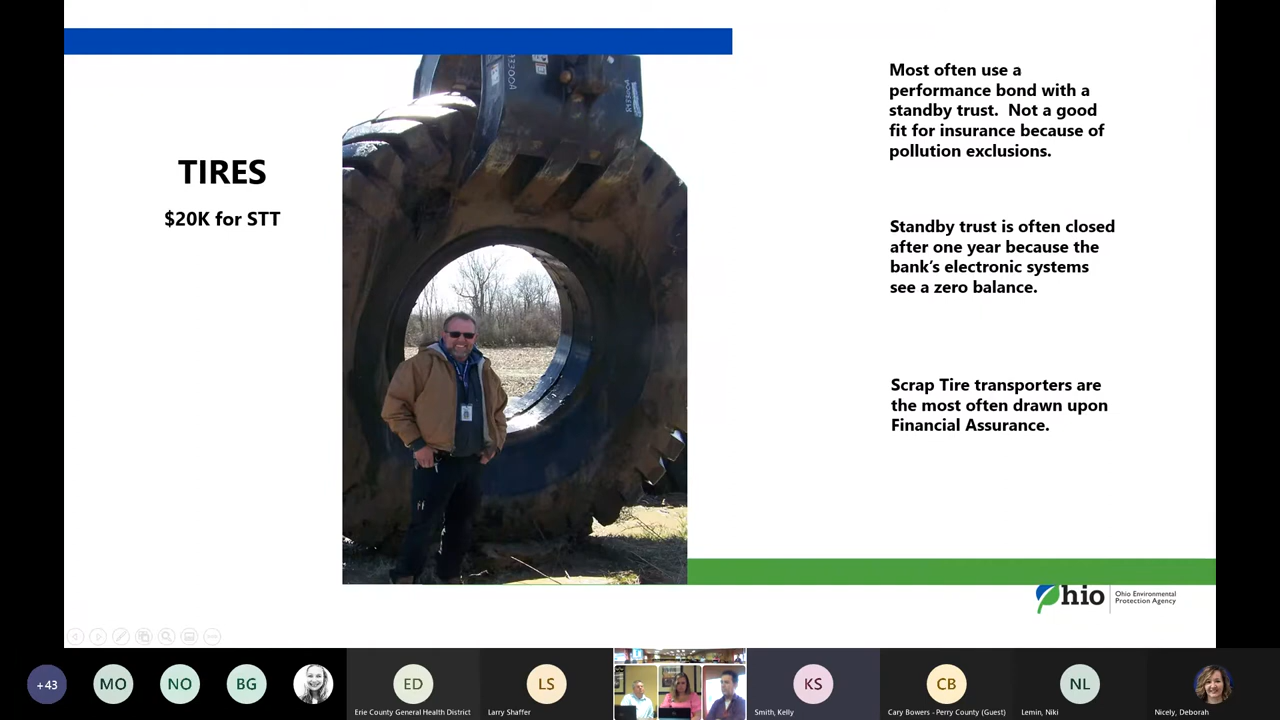 TIRES
$20K for STT
Most often use a
performance bond with a
standby trust.  Not a good
fit for insurance because of
pollution exclusions.
Standby trust is often closed
after one year because the
bank's electronic systems
see a zero balance.
Scrap Tire transporters are
the most often drawn upon
Financial Assurance.
Ohio
Ohio Environmental
Protection Agency
+43
MO
NO
BG
ED
Erie County General Health District
LS
Larry Shaffer
KS
Smith, Kelly
CB
Cary Bowers - Perry County (Guest)
NL
Lemin, Niki
Nicely, Deborah